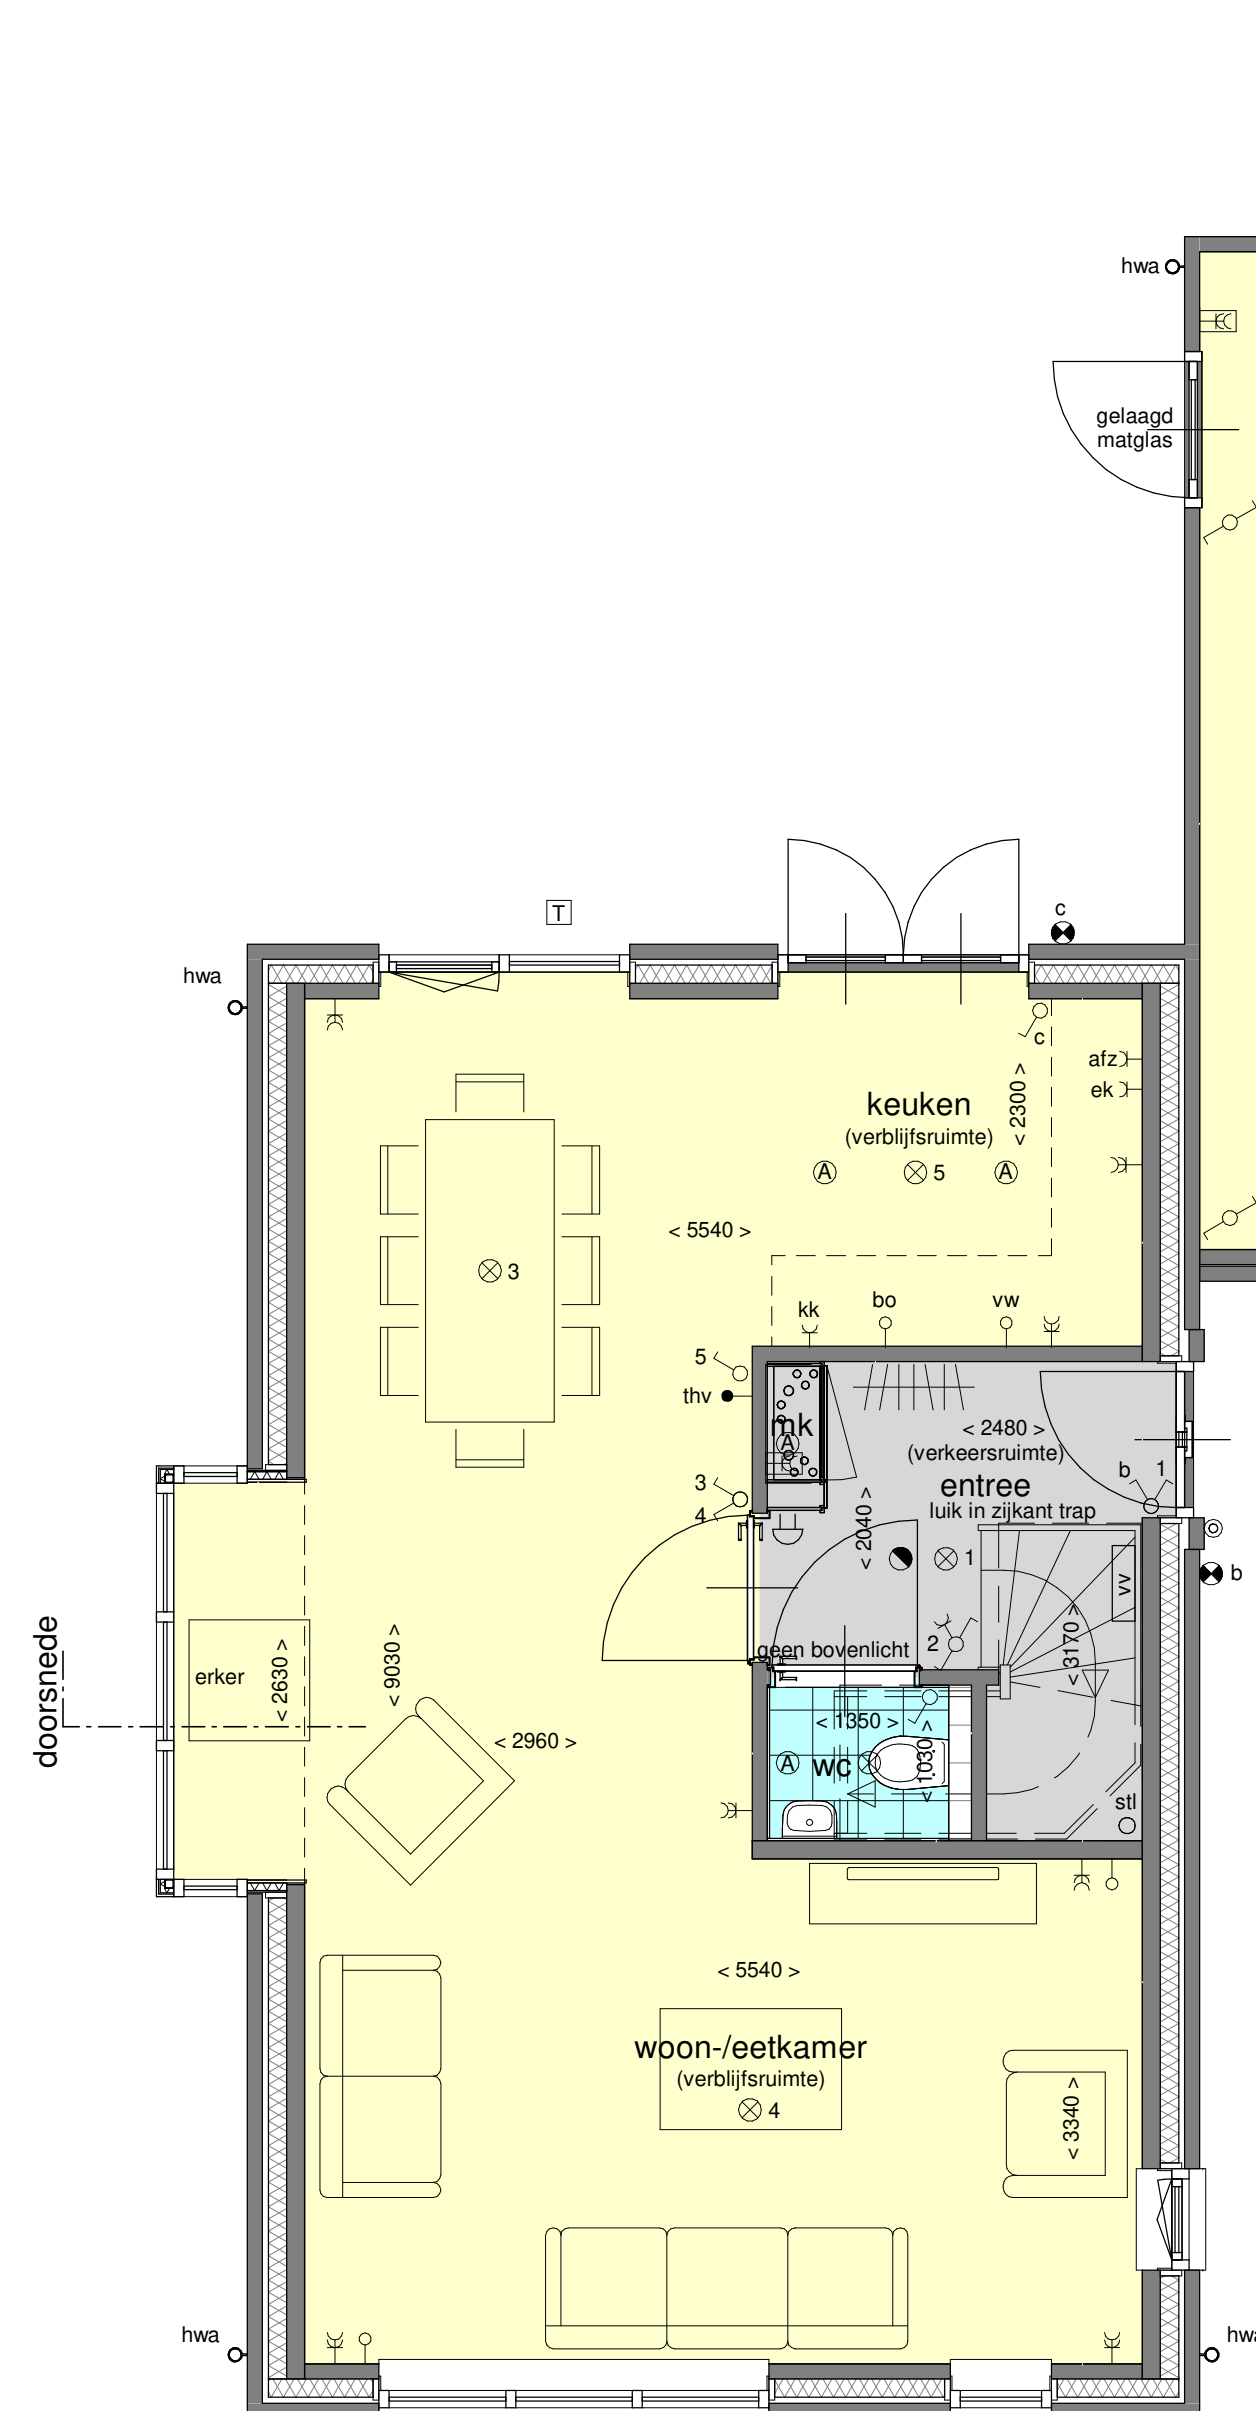 hwa
gelaagd
matglas
T
c
hwa
c
afz
ek
keuken
(verblijfsruimte)
< 2300 >
A
5
A
< 5540 >
3
kk
bo
vw
5
thv
mk
A
< 2480 >
(verkeersruimte)
entree
luik in zijkant trap
b
1
3
4
< 2040 >
1
b
vv
2
geen bovenlicht
< 3170 >
doorsnede
erker
< 2630 >
< 9030 >
< 2960 >
< 1350 >
A
wc
< 1030 >
stl
< 5540 >
woon-/eetkamer
(verblijfsruimte)
4
< 3340 >
hwa
hwa